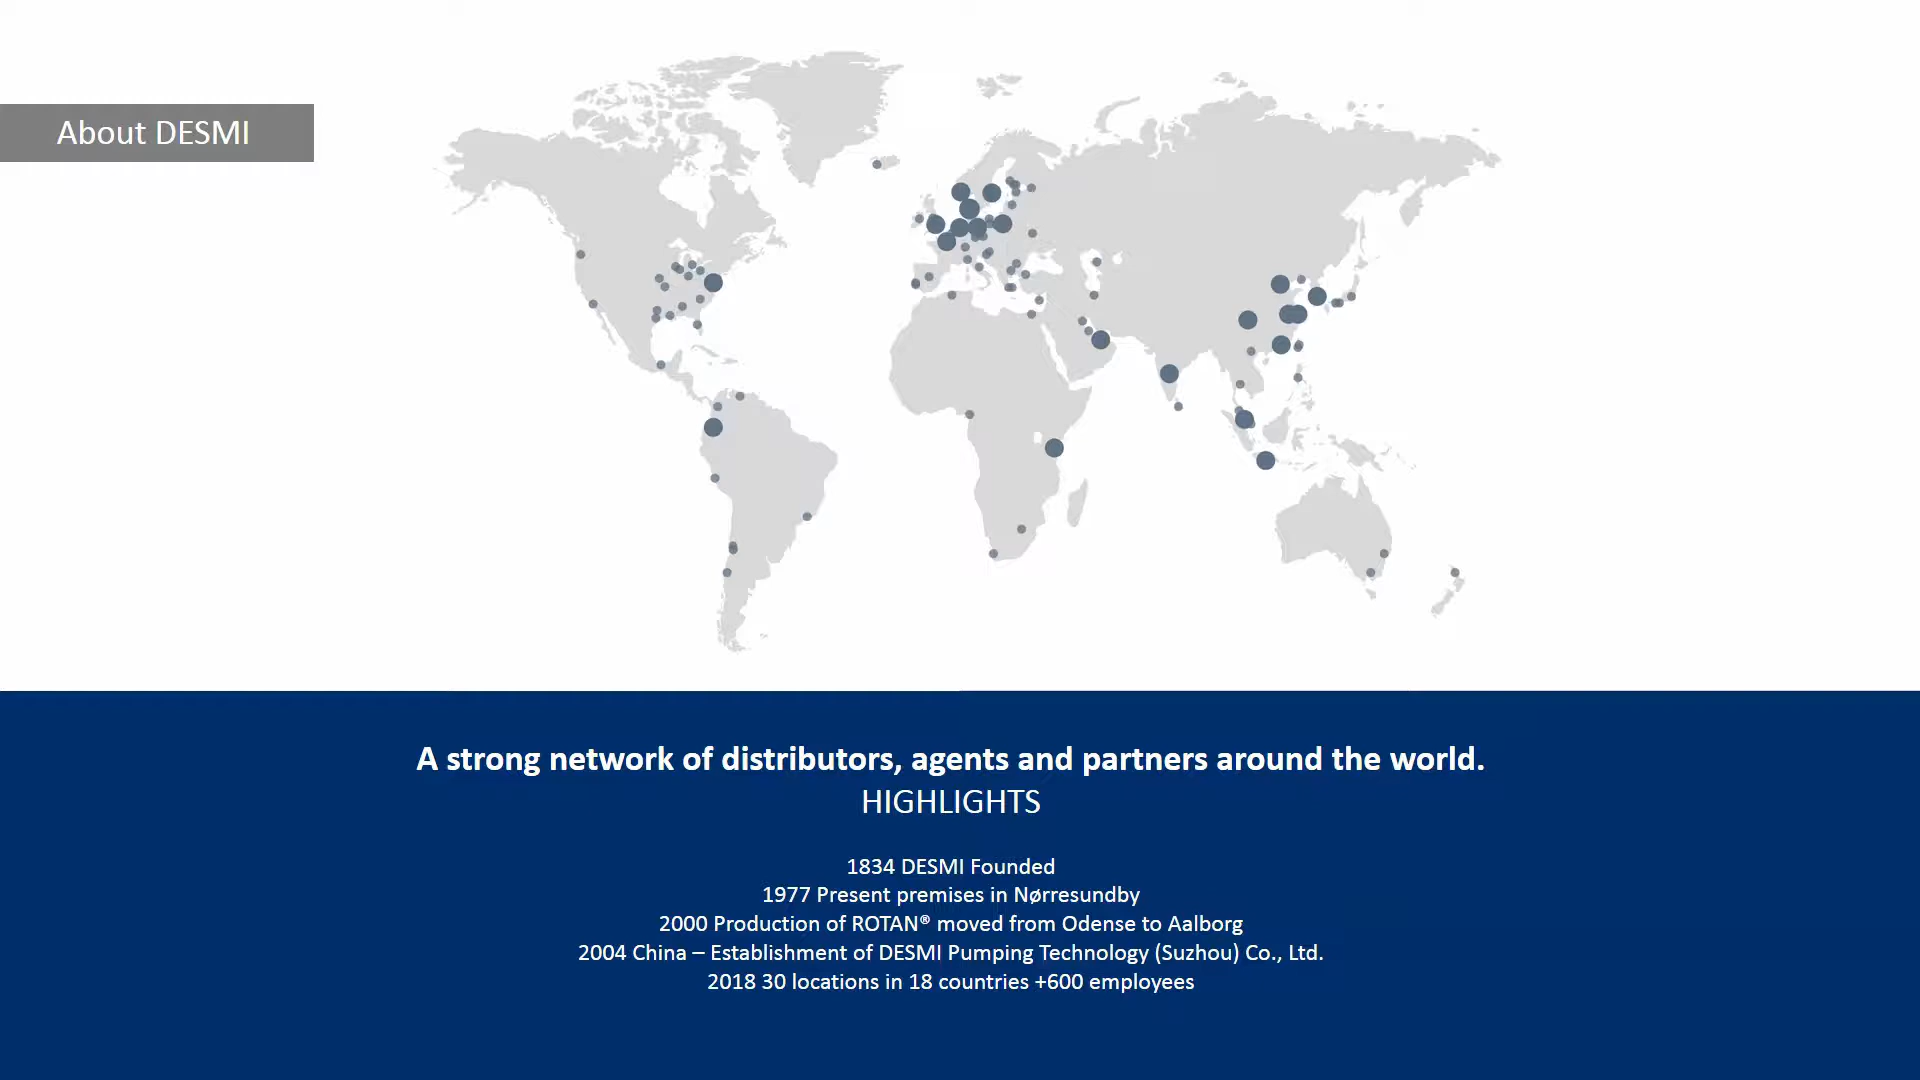 About DESMI
A strong network of distributors, agents and partners around the world.
HIGHLIGHTS
1834 DESMI Founded
1977 Present premises in Nørresundby
2000 Production of ROTAN® moved from Odense to Aalborg
2004 China – Establishment of DESMI Pumping Technology (Suzhou) Co., Ltd.
2018 30 locations in 18 countries +600 employees